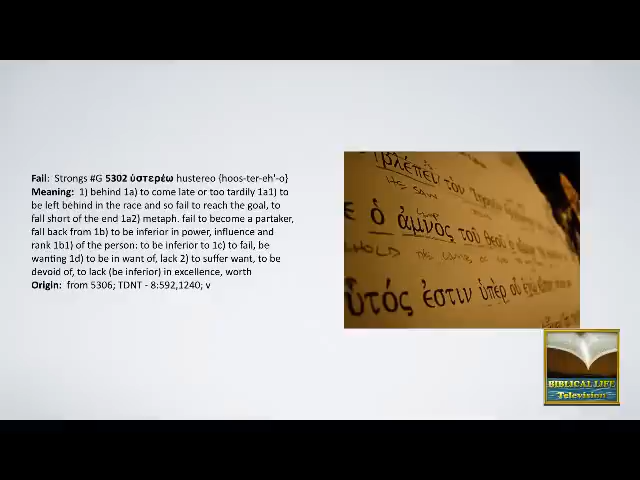 Fail: Strongs #G 5302 ὑστερέω hustereo {hoos-ter-eh'-o}
Meaning: 1) behind 1a) to come late or too tardily 1a1) to
be left behind in the race and so fail to reach the goal, to
fall short of the end 1a2) metaph. fail to become a partaker,
fall back from 1b) to be inferior in power, influence and
rank 1b1) of the person: to be inferior to 1c) to fail, be
wanting 1d) to be in want of, lack 2) to suffer want, to be
devoid of, to lack (be inferior) in excellence, worth
Origin: from 5306; TDNT - 8:592,1240; v
βλέπει τὸν
He saw
ὁ ἀμνὸς τοῦ θεοῦ ὁ
the
ὗτός ἐστιν ὑπὲρ οὗ ἐγὼ
BIBLICAL LIFE
Television